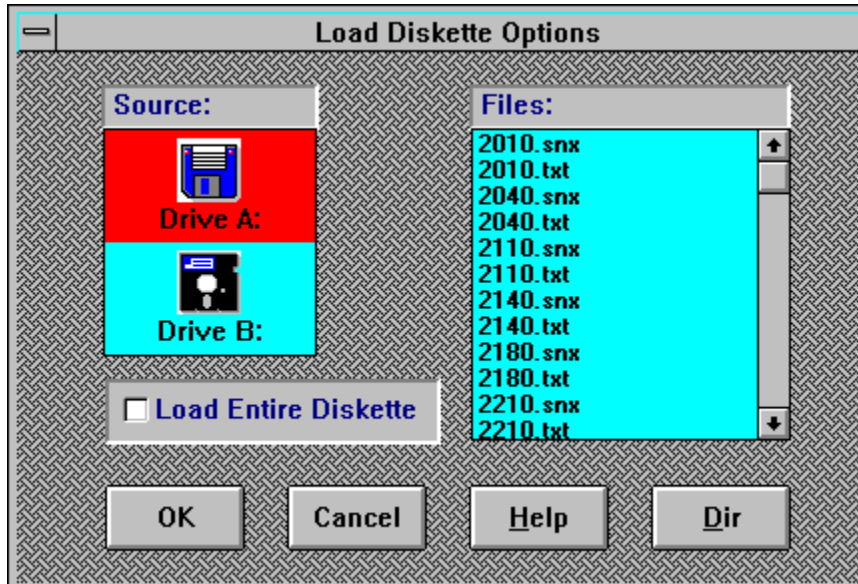 Load Diskette Options
Source:
Drive A:
Drive B:
Load Entire Diskette
Files:
2010.snx
2010.txt
2040.snx
2040.txt
2110.snx
2110.txt
2140.snx
2140.txt
2180.snx
2180.txt
2210.snx
2210.txt
OK
Cancel
Help
Dir